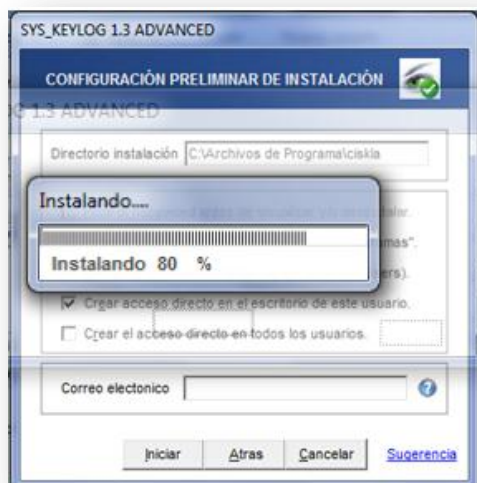 SYS_KEYLOG 1.3 ADVANCED
CONFIGURACIÓN PRELIMINAR DE INSTALACIÓN
G 1.3 ADVANCED
Directorio instalación C:\Archivos de Programa\ciskla
Instalando....
alar.
mas".
Instalando 80 %
ers).
Crear acceso directo en el escritorio de este usuario.
Crear el acceso directo en todos los usuarios.
Correo electonico
Iniciar Atras Cancelar Sugerencia